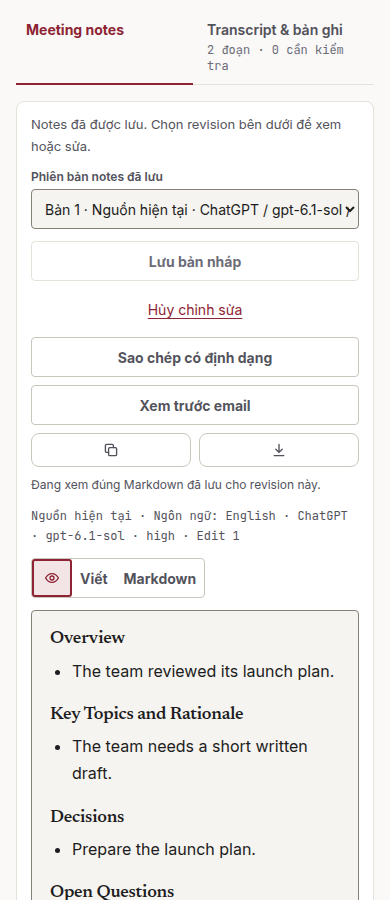 Meeting notes
Transcript & bản ghi
2 đoạn · 0 cần kiểm
tra
Notes đã được lưu. Chọn revision bên dưới để xem
hoặc sửa.
Phiên bản notes đã lưu
Bản 1 · Nguồn hiện tại · ChatGPT / gpt-6.1-sol /
Lưu bản nháp
Hủy chỉnh sửa
Sao chép có định dạng
Xem trước email
Đang xem đúng Markdown đã lưu cho revision này.
Nguồn hiện tại · Ngôn ngữ: English · ChatGPT
· gpt-6.1-sol · high · Edit 1
Viết Markdown
Overview
• The team reviewed its launch plan.
Key Topics and Rationale
• The team needs a short written
draft.
Decisions
• Prepare the launch plan.
Open Questions